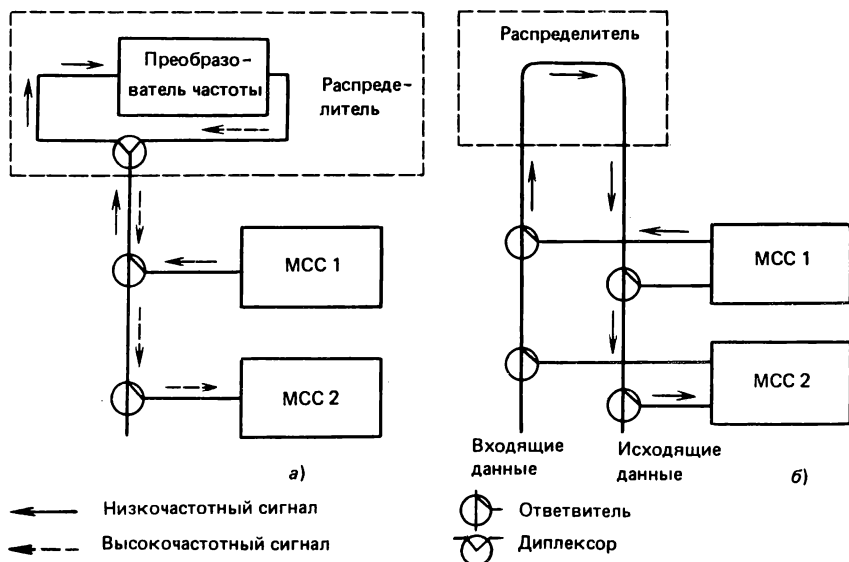 Преобразо-
ватель частоты
Распреде-
литель
МСС 1
МСС 2
а)
Распределитель
МСС 1
МСС 2
Входящие
данные
Исходящие
данные
б)
Низкочастотный сигнал
Высокочастотный сигнал
Ответвитель
Диплексор